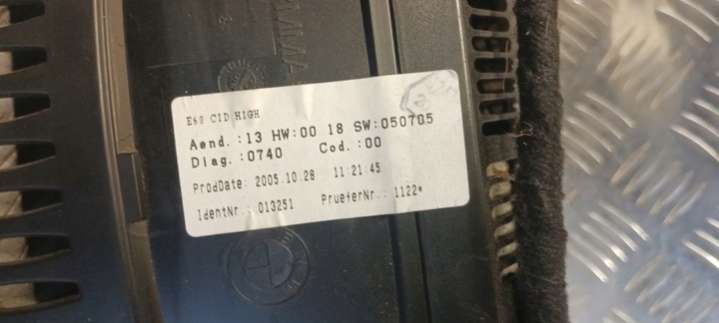 E60 CID HIGH
Aend. :13 HW:00 18 SW:050705
Diag. :0740 Cod. :00
ProdDate: 2005.10.28 11:21:45
IdentNr.: 013251 PrueferNr.: 1122*